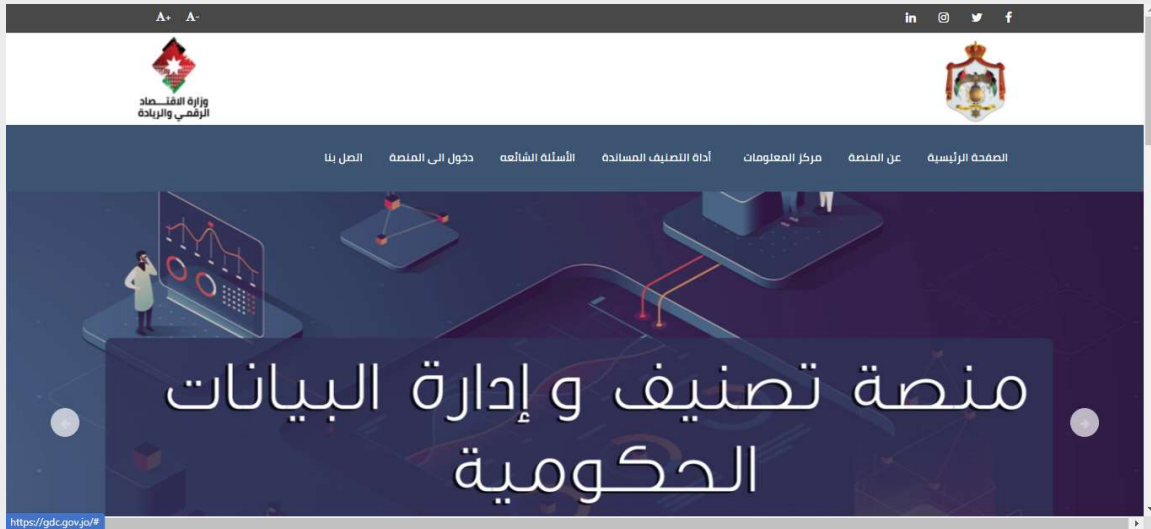 A+ A-
وزارة الاقتـــصاد
الرقمـي والريادة
الصفحة الرئيسية عن المنصة مركز المعلومات أداة التصنيف المساندة الأسئلة الشائعه دخول الى المنصة اتصل بنا
منصة تصنيف و إدارة البيانات
الحكومية
https://gdc.gov.jo/#